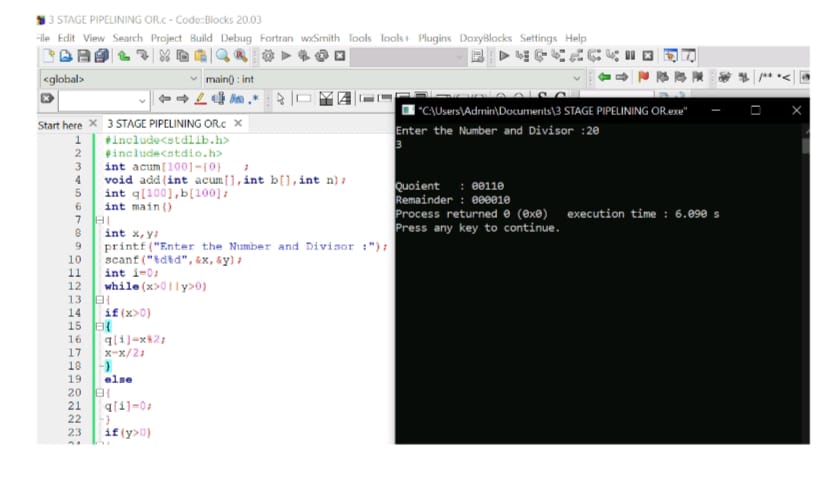 3 STAGE PIPELINING OR.c - Code::Blocks 20.03
File Edit View Search Project Build Debug Fortran wxSmith Tools Tools+ Plugins DoxyBlocks Settings Help
<global>
main() : int
/** *<
Start here
3 STAGE PIPELINING OR.c
1 #include<stdlib.h>
2 #include<stdio.h>
3 int acum[100]={0} ;
4 void add(int acum[],int b[],int n);
5 int q[100],b[100];
6 int main()
7 {
8 int x,y;
9 printf("Enter the Number and Divisor :");
10 scanf("%d%d",&x,&y);
11 int i=0;
12 while(x>0||y>0)
13 {
14 if(x>0)
15 {
16 q[i]=x%2;
17 x=x/2;
18 }
19 else
20 {
21 q[i]=0;
22 }
23 if(y>0)
"C:\Users\Admin\Documents\3 STAGE PIPELINING OR.exe"
Enter the Number and Divisor :20
3
Quoient : 00110
Remainder : 000010
Process returned 0 (0x0) execution time : 6.090 s
Press any key to continue.